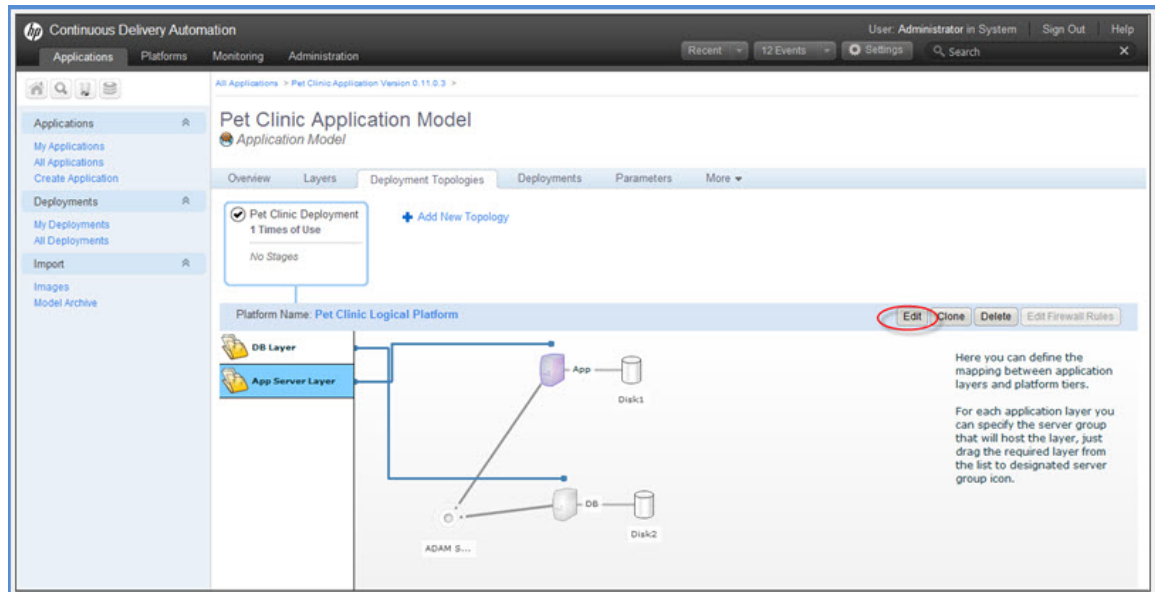 hp Continuous Delivery Automation
User: Administrator in System Sign Out Help
Applications Platforms Monitoring Administration
Recent 12 Events Settings Search
All Applications > Pet Clinic Application Version 0.11.0.3 >
Applications
My Applications
All Applications
Create Application
Deployments
My Deployments
All Deployments
Import
Images
Model Archive
Pet Clinic Application Model
Application Model
Overview Layers Deployment Topologies Deployments Parameters More
Pet Clinic Deployment
1 Times of Use
No Stages
Add New Topology
Platform Name: Pet Clinic Logical Platform
Edit Clone Delete Edit Firewall Rules
DB Layer
App Server Layer
App
Disk1
DB
Disk2
ADAM S...
Here you can define the
mapping between application
layers and platform tiers.
For each application layer you
can specify the server group
that will host the layer, just
drag the required layer from
the list to designated server
group icon.